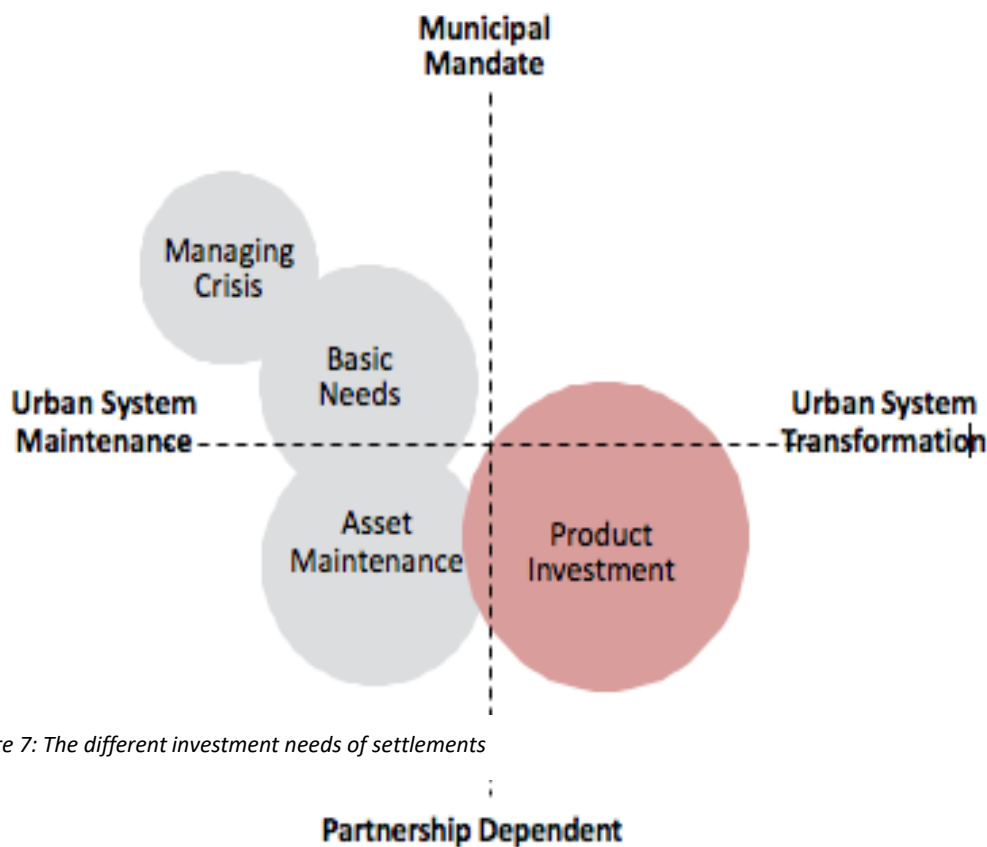 Municipal
Mandate
Managing
Crisis
Basic
Needs
Urban System
Maintenance
Urban System
Transformation
Asset
Maintenance
Product
Investment
re 7: The different investment needs of settlements
Partnership Dependent